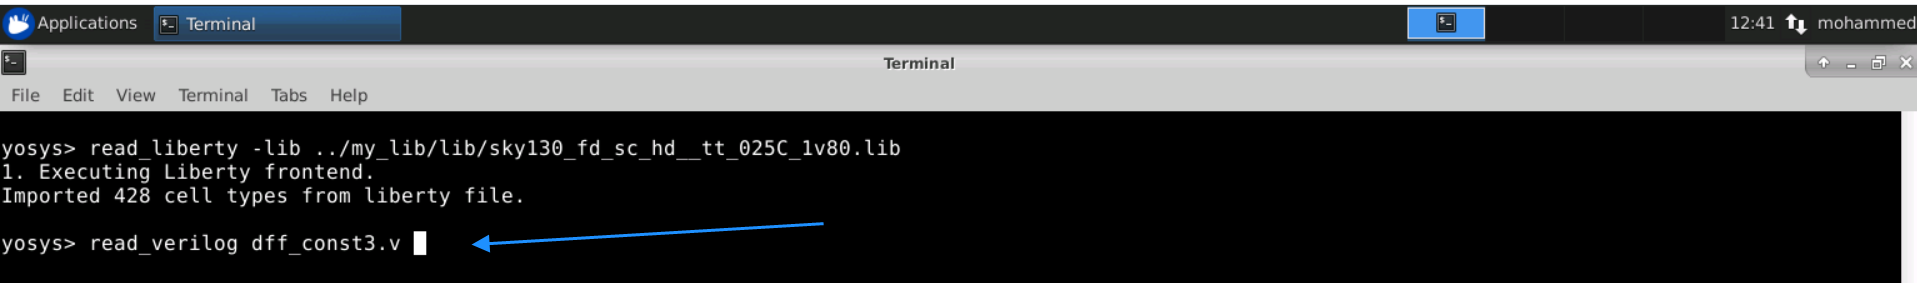 Applications Terminal 12:41 mohammed
Terminal
File Edit View Terminal Tabs Help
yosys> read_liberty -lib ../my_lib/lib/sky130_fd_sc_hd__tt_025C_1v80.lib
1. Executing Liberty frontend.
Imported 428 cell types from liberty file.
yosys> read_verilog dff_const3.v